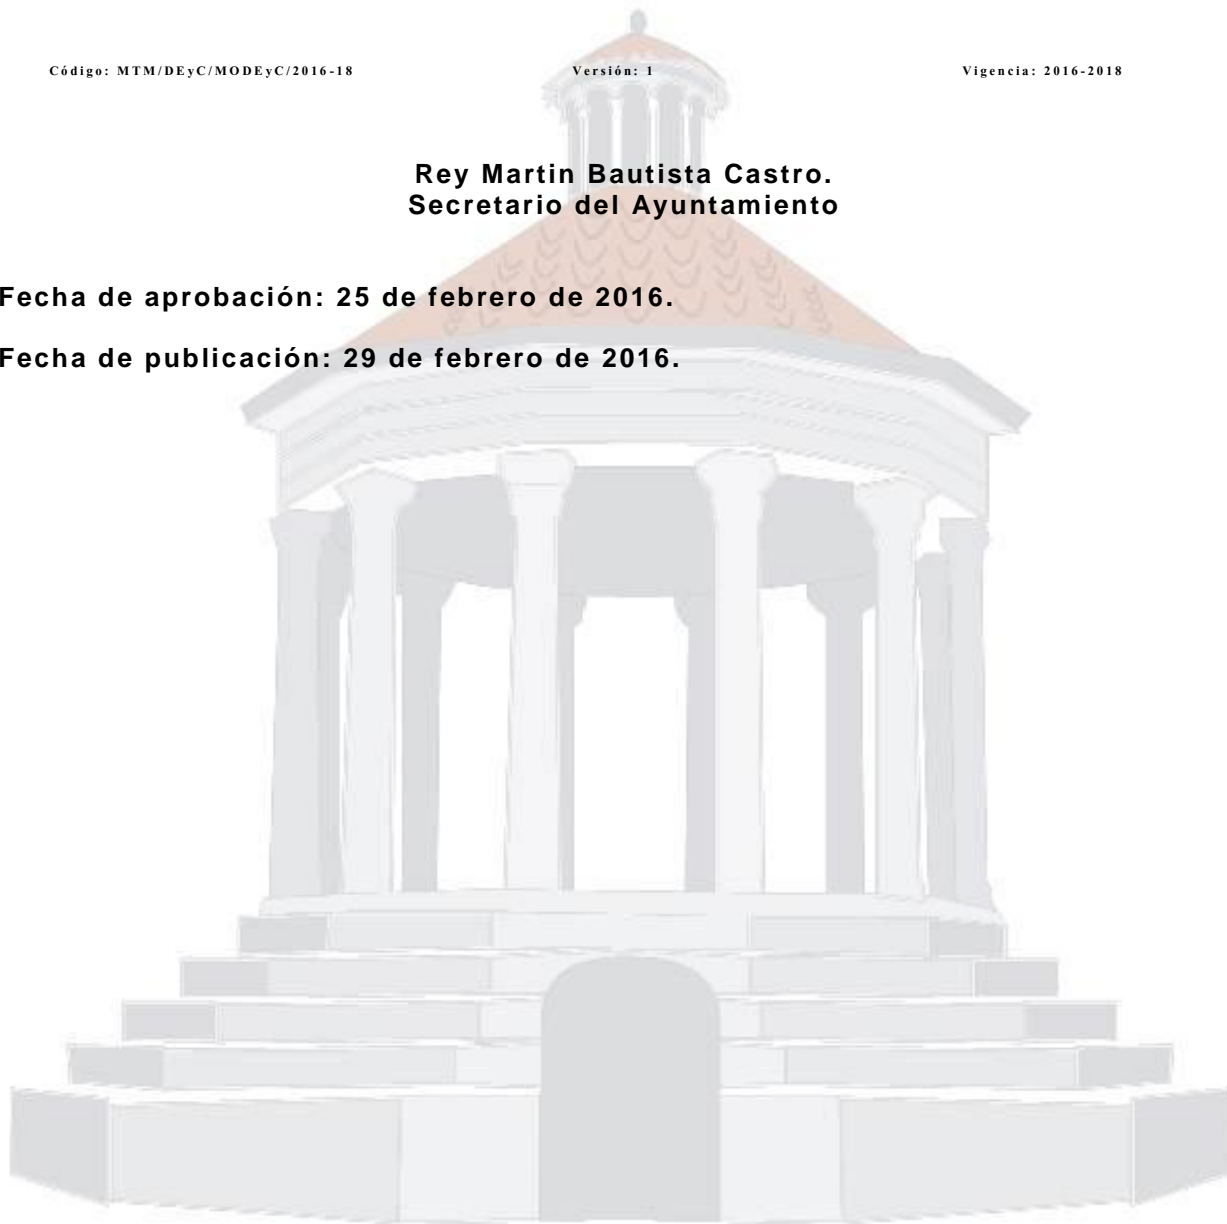 Código: MTM/DEyC/MODEyC/2016-18 Versión: 1 Vigencia: 2016-2018
Rey Martin Bautista Castro.
Secretario del Ayuntamiento
Fecha de aprobación: 25 de febrero de 2016.
Fecha de publicación: 29 de febrero de 2016.